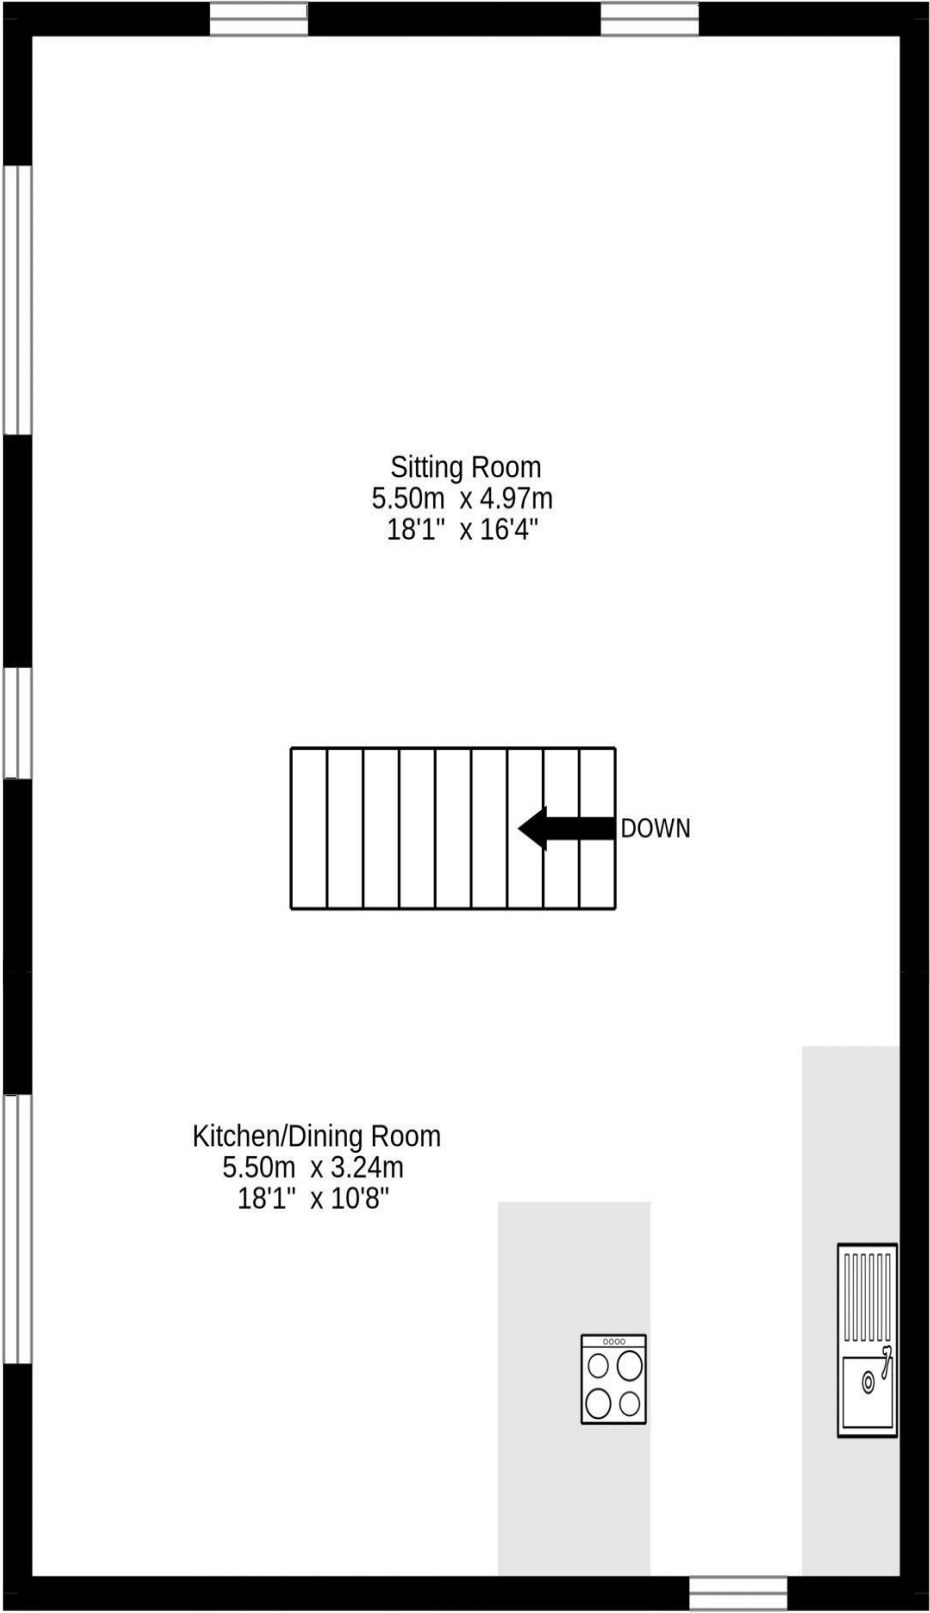 Sitting Room
5.50m x 4.97m
18'1" x 16'4"
DOWN
Kitchen/Dining Room
5.50m x 3.24m
18'1" x 10'8"